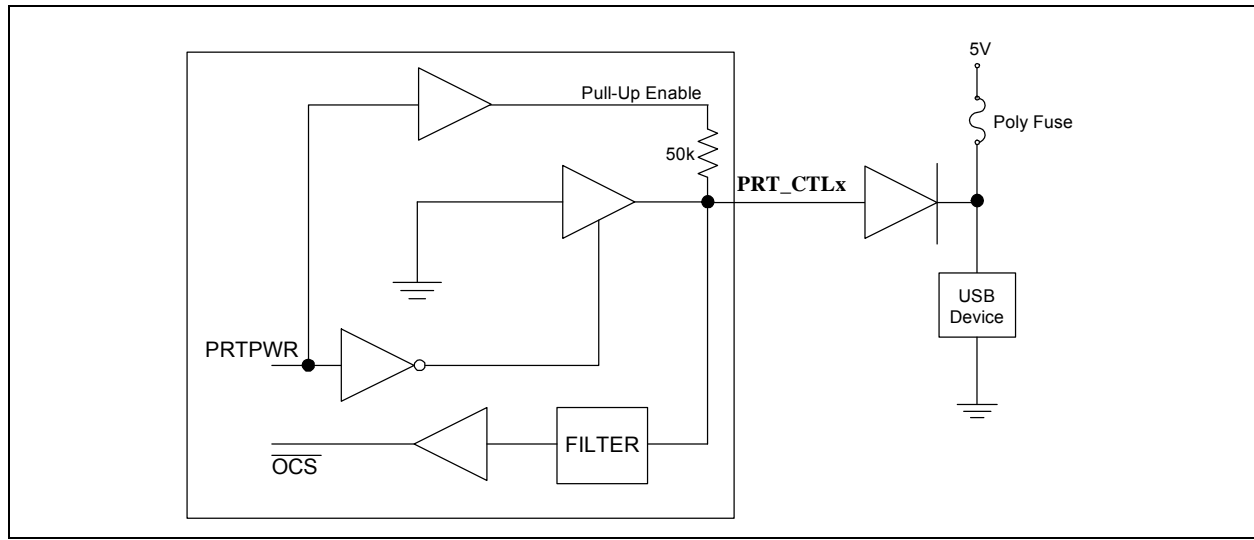 5V
Pull-Up Enable
Poly Fuse
50k
PRT_CTLx
USB
Device
PRTPWR
FILTER
OCS